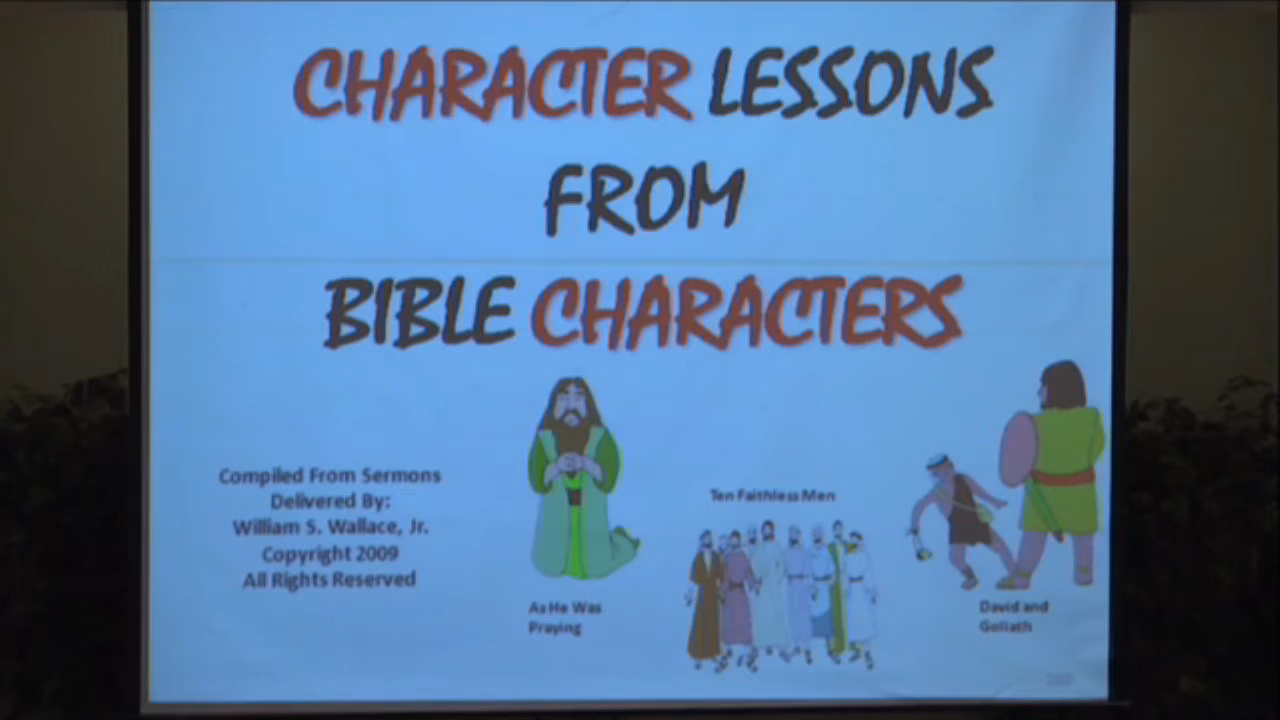 CHARACTER LESSONS
FROM
BIBLE CHARACTERS
Compiled From Sermons
Delivered By:
William S. Wallace, Jr.
Copyright 2009
All Rights Reserved
As He Was
Praying
Ten Faithless Men
David and
Goliath